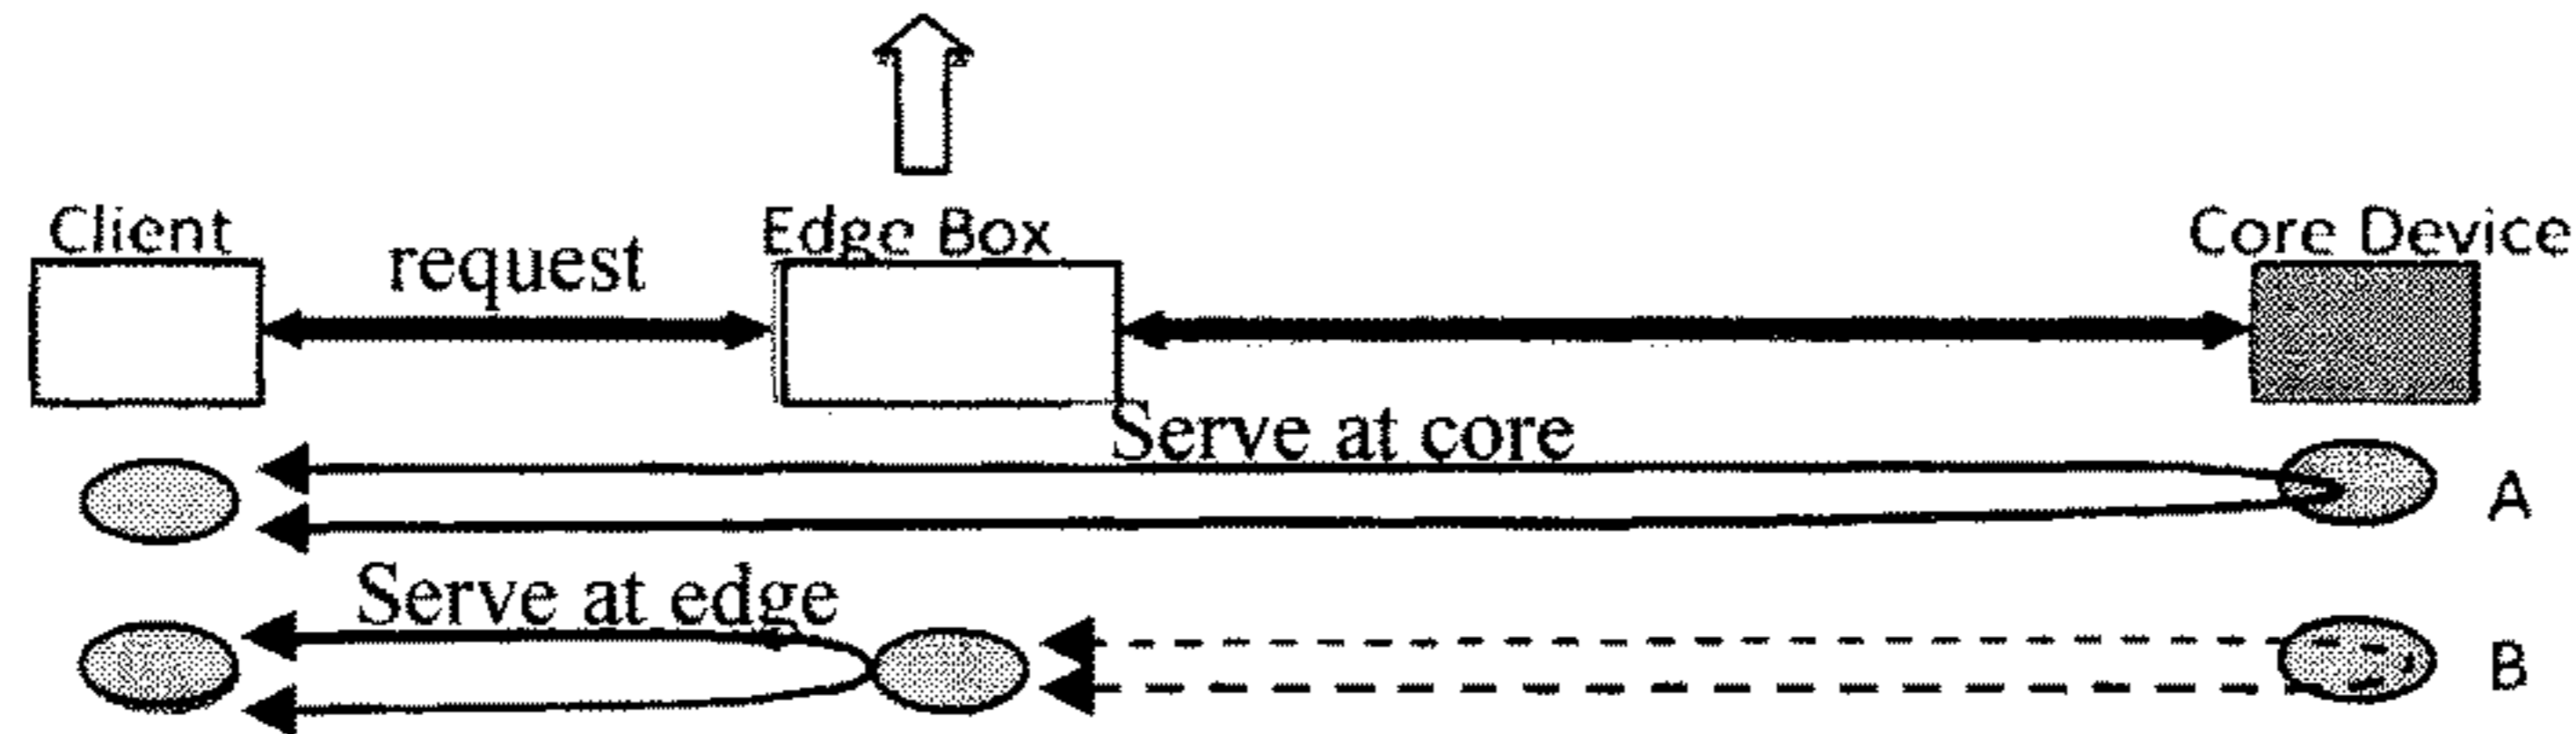 Client
Edge Box
Core Device
request
Serve at core
A
Serve at edge
B